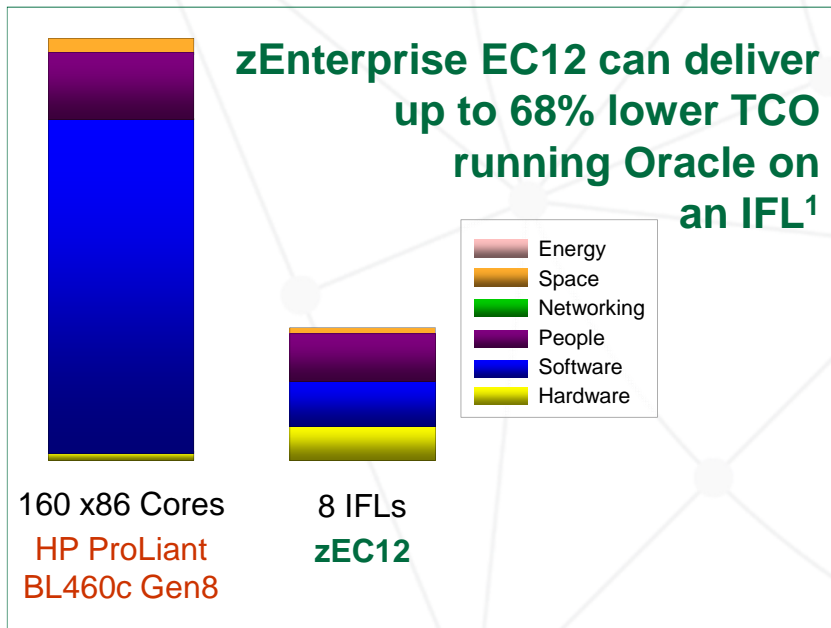 zEnterprise EC12 can deliver
up to 68% lower TCO
running Oracle on
an IFL¹
Energy
Space
Networking
People
Software
Hardware
160 x86 Cores
HP ProLiant
BL460c Gen8
8 IFLs
zEC12